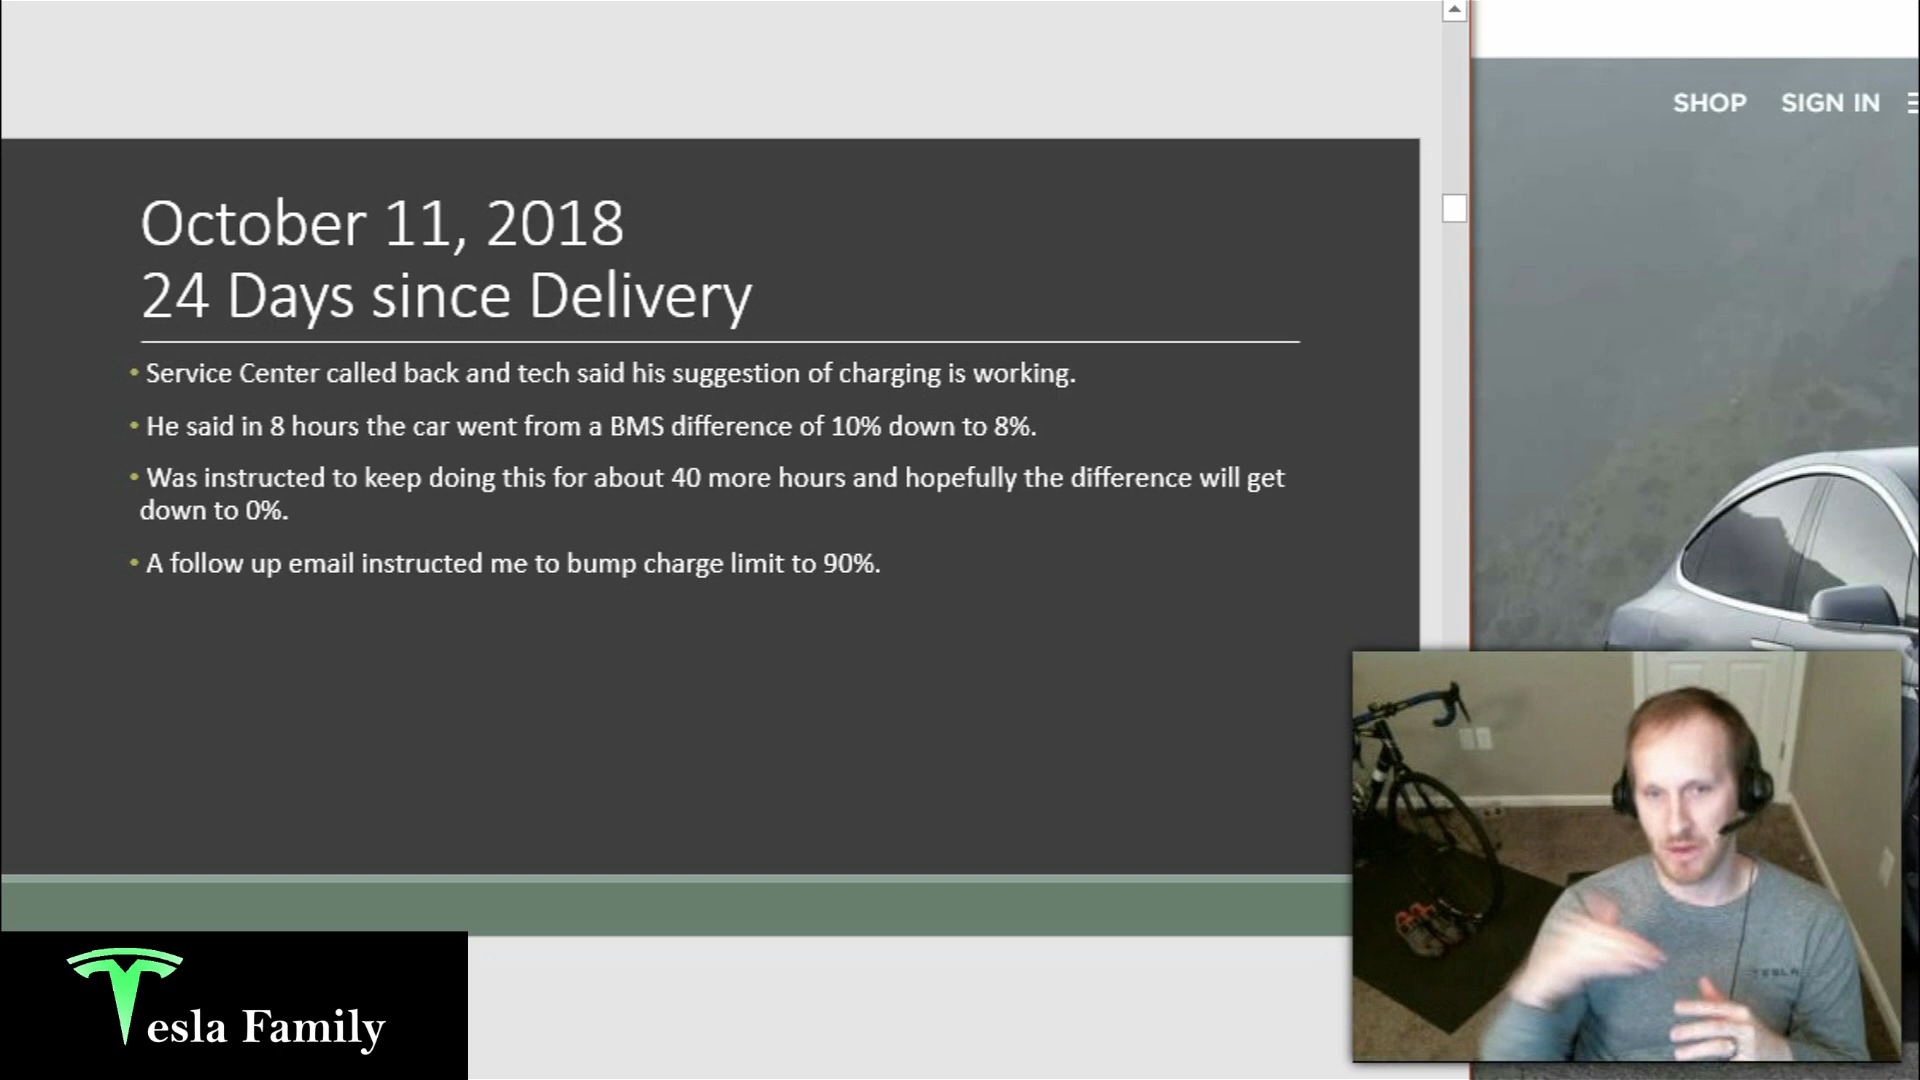 SHOP SIGN IN
October 11, 2018
24 Days since Delivery
• Service Center called back and tech said his suggestion of charging is working.
• He said in 8 hours the car went from a BMS difference of 10% down to 8%.
• Was instructed to keep doing this for about 40 more hours and hopefully the difference will get
down to 0%.
• A follow up email instructed me to bump charge limit to 90%.
TESLA
Tesla Family